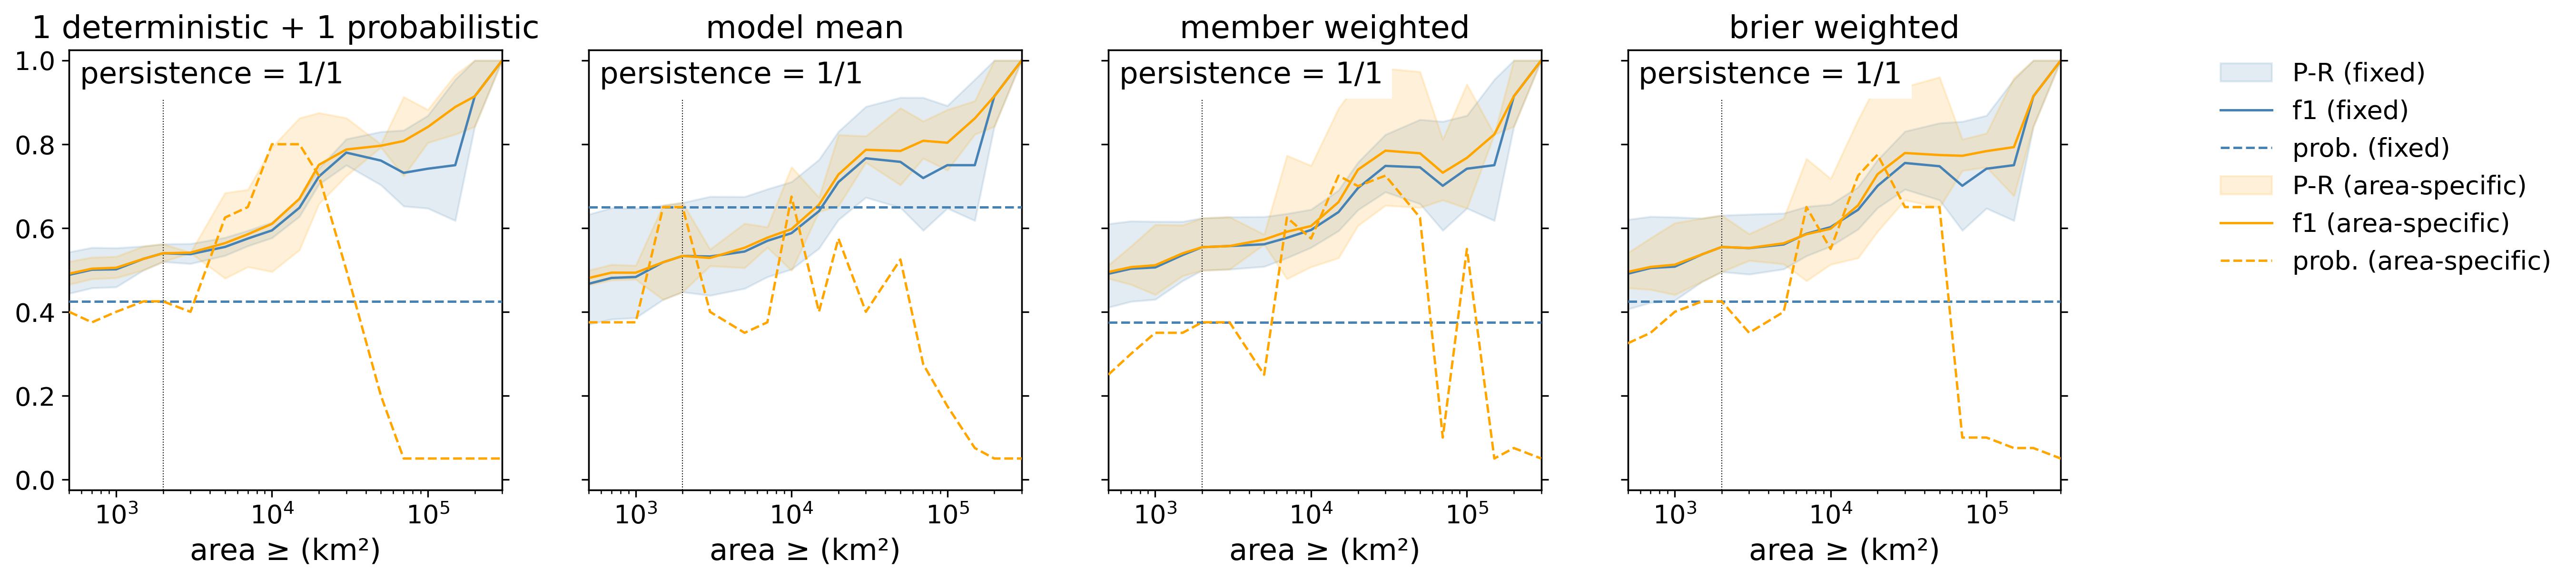 1 deterministic + 1 probabilistic
model mean
member weighted
brier weighted
persistence = 1/1
persistence = 1/1
persistence = 1/1
persistence = 1/1
1.0
0.8
0.6
0.4
0.2
0.0
10³ 10⁴ 10⁵
10³ 10⁴ 10⁵
10³ 10⁴ 10⁵
10³ 10⁴ 10⁵
area ≥ (km²)
area ≥ (km²)
area ≥ (km²)
area ≥ (km²)
P-R (fixed)
f1 (fixed)
prob. (fixed)
P-R (area-specific)
f1 (area-specific)
prob. (area-specific)